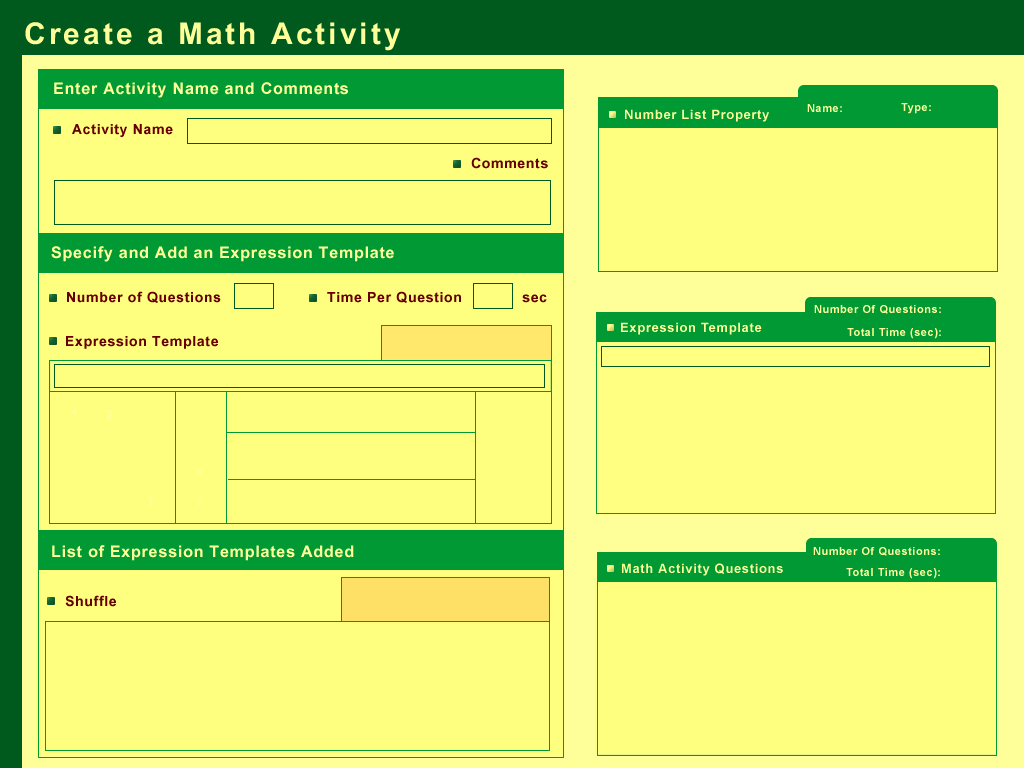 Create a Math Activity
Enter Activity Name and Comments
Activity Name
Comments
Specify and Add an Expression Template
Number of Questions
Time Per Question
sec
Expression Template
List of Expression Templates Added
Shuffle
Number List Property
Name:
Type:
Expression Template
Number Of Questions:
Total Time (sec):
Math Activity Questions
Number Of Questions:
Total Time (sec):